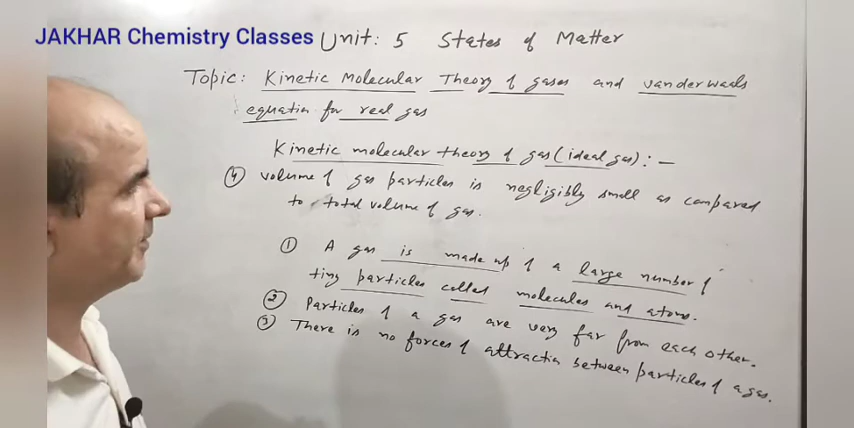 JAKHAR Chemistry Classes Unit: 5 States of Matter
Topic: Kinetic Molecular Theory of gases and vanderwaals
equation for real gas
Kinetic molecular theory of gas (ideal gas) : —
④ volume of gas particles is negligibly small as compared
to total volume of gas.
① A gas is made up of a large number of
tiny particles called molecules and atoms.
② Particles of a gas are very far from each other.
③ There is no forces of attraction between particles of a gas.